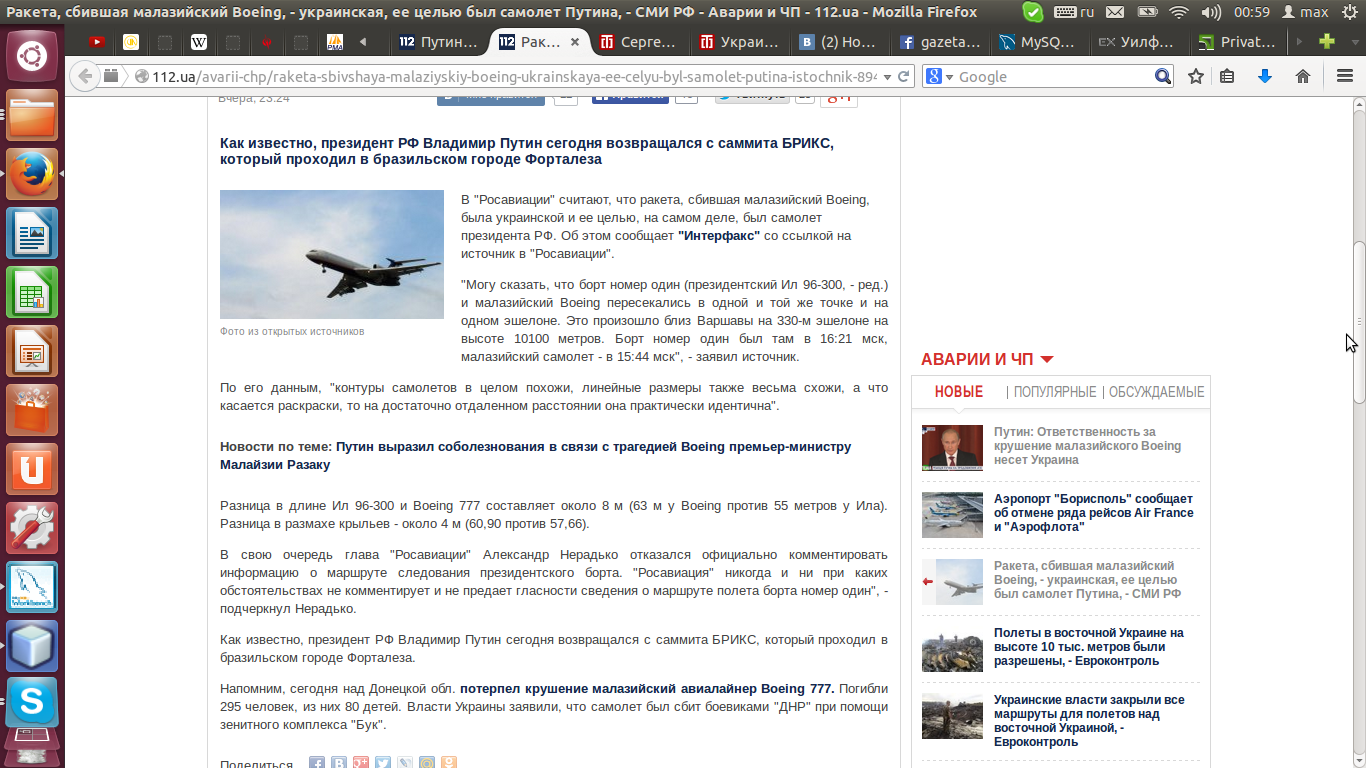 Ракета, сбившая малазийский Boeing, - украинская, ее целью был самолет Путина, - СМИ РФ - Аварии и ЧП - 112.ua - Mozilla Firefox
ru
00:59
max
Путин...
Рак...
Серге...
Украи...
(2) Но...
gazeta...
MySQ...
Уилф...
Privat...
112.ua/avarii-chp/raketa-sbivshaya-malaziyskiy-boeing-ukrainskaya-ee-celyu-byl-samolet-putina-istochnik-894
Google
Вчера, 23:24
Как известно, президент РФ Владимир Путин сегодня возвращался с саммита БРИКС,
который проходил в бразильском городе Форталеза
В "Росавиации" считают, что ракета, сбившая малазийский Boeing,
была украинской и ее целью, на самом деле, был самолет
президента РФ. Об этом сообщает "Интерфакс" со ссылкой на
источник в "Росавиации".
"Могу сказать, что борт номер один (президентский Ил 96-300, - ред.)
и малазийский Boeing пересекались в одной и той же точке и на
одном эшелоне. Это произошло близ Варшавы на 330-м эшелоне на
высоте 10100 метров. Борт номер один был там в 16:21 мск,
малазийский самолет - в 15:44 мск", - заявил источник.
Фото из открытых источников
По его данным, "контуры самолетов в целом похожи, линейные размеры также весьма схожи, а что
касается раскраски, то на достаточно отдаленном расстоянии она практически идентична".
Новости по теме: Путин выразил соболезнования в связи с трагедией Boeing премьер-министру
Малайзии Разаку
Разница в длине Ил 96-300 и Boeing 777 составляет около 8 м (63 м у Boeing против 55 метров у Ила).
Разница в размахе крыльев - около 4 м (60,90 против 57,66).
В свою очередь глава "Росавиации" Александр Нерадько отказался официально комментировать
информацию о маршруте следования президентского борта. "Росавиация" никогда и ни при каких
обстоятельствах не комментирует и не предает гласности сведения о маршруте полета борта номер один", -
подчеркнул Нерадько.
Как известно, президент РФ Владимир Путин сегодня возвращался с саммита БРИКС, который проходил в
бразильском городе Форталеза.
Напомним, сегодня над Донецкой обл. потерпел крушение малазийский авиалайнер Boeing 777. Погибли
295 человек, из них 80 детей. Власти Украины заявили, что самолет был сбит боевиками "ДНР" при помощи
зенитного комплекса "Бук".
Поделиться
АВАРИИ И ЧП
НОВЫЕ | ПОПУЛЯРНЫЕ | ОБСУЖДАЕМЫЕ
Путин: Ответственность за
крушение малазийского Boeing
несет Украина
Аэропорт "Борисполь" сообщает
об отмене ряда рейсов Air France
и "Аэрофлота"
Ракета, сбившая малазийский
Boeing, - украинская, ее целью
был самолет Путина, - СМИ РФ
Полеты в восточной Украине на
высоте 10 тыс. метров были
разрешены, - Евроконтроль
Украинские власти закрыли все
маршруты для полетов над
восточной Украиной, -
Евроконтроль